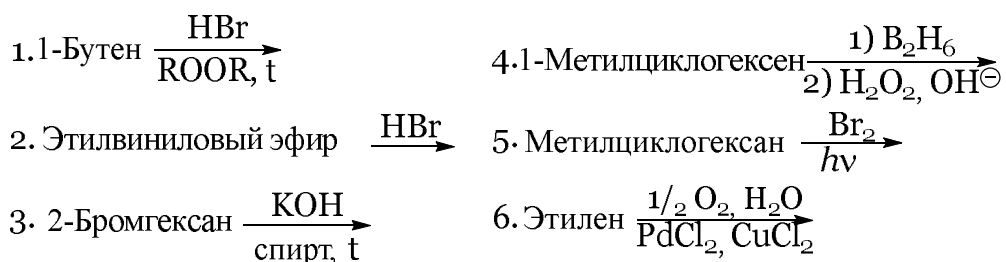 1. 1-Бутен HBr ROOR, t
2. Этилвиниловый эфир HBr
3. 2-Бромгексан KOH спирт, t
4. 1-Метилциклогексен 1) B₂H₆ 2) H₂O₂, OH⊖
5. Метилциклогексан Br₂ hν
6. Этилен 1/₂ O₂, H₂O PdCl₂, CuCl₂